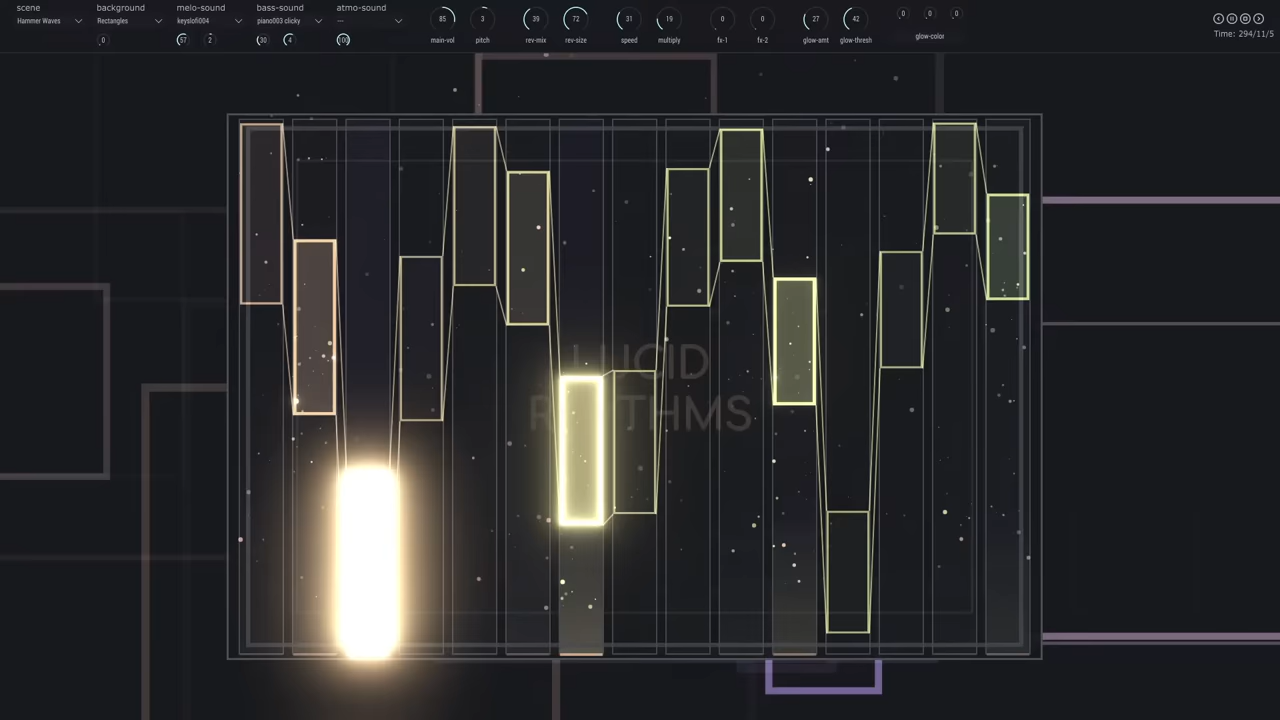 scene
Hammer Waves
background
Rectangles
0
melo-sound
keyslofi004
57
2
bass-sound
piano003 clicky
30
4
atmo-sound
---
100
85
main-vol
3
pitch
39
rev-mix
72
rev-size
31
speed
19
multiply
0
fx-1
0
fx-2
27
glow-amt
42
glow-thresh
0
0
0
glow-color
Time: 294/11/5
LUCID
RHYTHMS